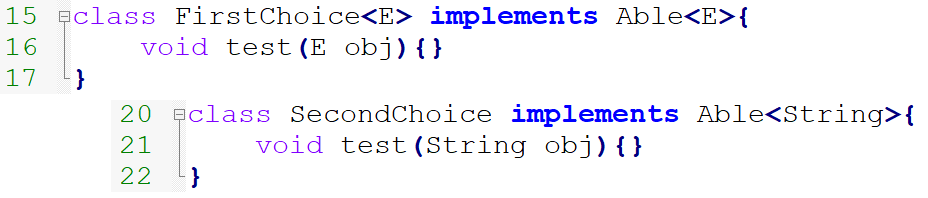 15 class FirstChoice<E> implements Able<E>{
16 void test(E obj){}
17 }
20 class SecondChoice implements Able<String>{
21 void test(String obj){}
22 }